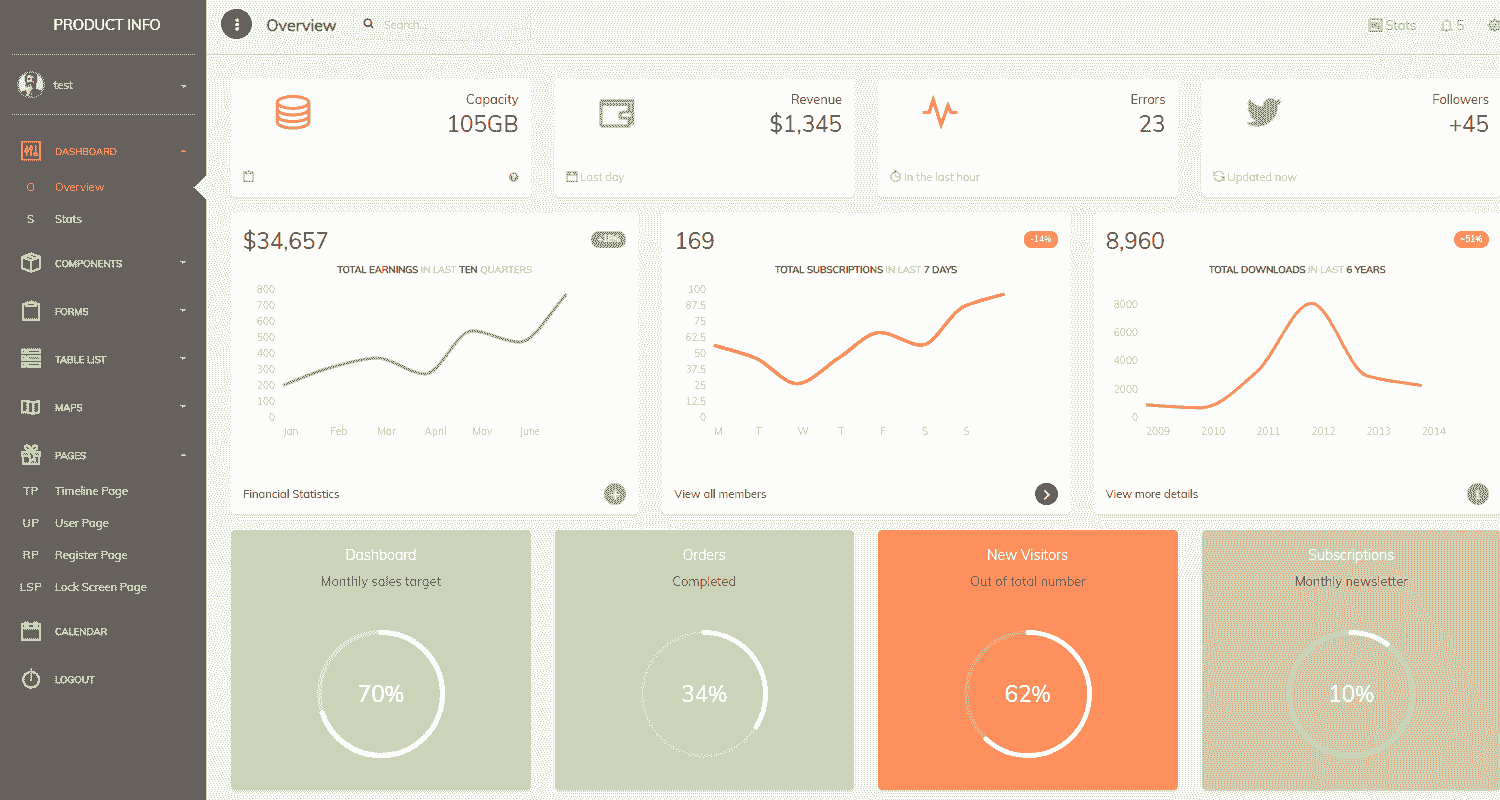 PRODUCT INFO
test
DASHBOARD
O Overview
S Stats
COMPONENTS
FORMS
TABLE LIST
MAPS
PAGES
TP Timeline Page
UP User Page
RP Register Page
LSP Lock Screen Page
CALENDAR
LOGOUT
Overview
Search...
Stats
5
Capacity
105GB
Revenue
$1,345
Last day
Errors
23
In the last hour
Followers
+45
Updated now
$34,657
TOTAL EARNINGS IN LAST TEN QUARTERS
800
700
600
500
400
300
200
100
0
Jan Feb Mar April May June
Financial Statistics
169
-14%
TOTAL SUBSCRIPTIONS IN LAST 7 DAYS
100
87.5
75
62.5
50
37.5
25
12.5
0
M T W T F S S
View all members
8,960
~51%
TOTAL DOWNLOADS IN LAST 6 YEARS
8000
6000
4000
2000
0
2009 2010 2011 2012 2013 2014
View more details
Dashboard
Monthly sales target
70%
Orders
Completed
34%
New Visitors
Out of total number
62%
Subscriptions
Monthly newsletter
10%